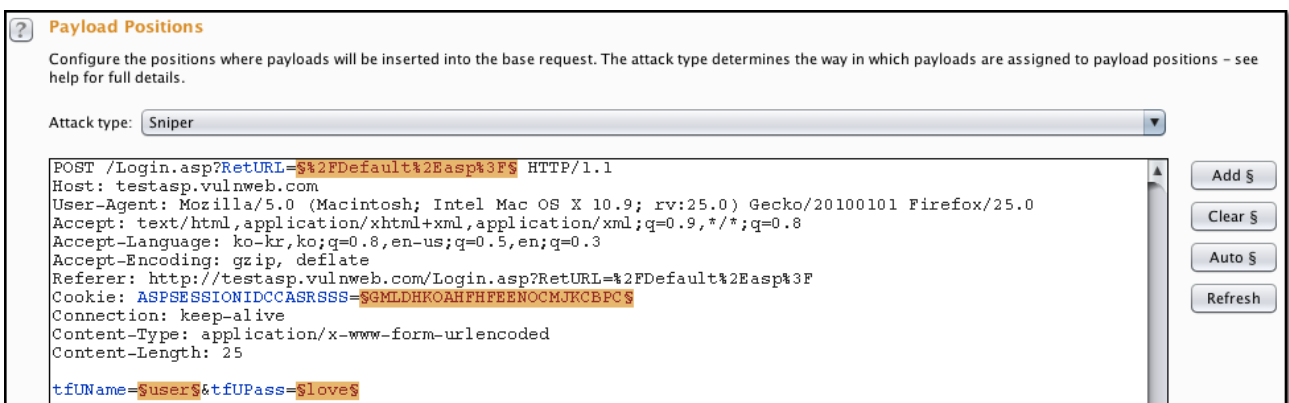 ?
Payload Positions
Configure the positions where payloads will be inserted into the base request. The attack type determines the way in which payloads are assigned to payload positions – see
help for full details.
Attack type: Sniper
POST /Login.asp?RetURL=§%2FDefault%2Easp%3F§ HTTP/1.1
Host: testasp.vulnweb.com
User-Agent: Mozilla/5.0 (Macintosh; Intel Mac OS X 10.9; rv:25.0) Gecko/20100101 Firefox/25.0
Accept: text/html,application/xhtml+xml,application/xml;q=0.9,*/*;q=0.8
Accept-Language: ko-kr,ko;q=0.8,en-us;q=0.5,en;q=0.3
Accept-Encoding: gzip, deflate
Referer: http://testasp.vulnweb.com/Login.asp?RetURL=%2FDefault%2Easp%3F
Cookie: ASPSESSIONIDCCASRSSS=§GMLDHKOAHFHFEENOCMJKCBPC§
Connection: keep-alive
Content-Type: application/x-www-form-urlencoded
Content-Length: 25
tfUName=§user§&tfUPass=§love§
Add §
Clear §
Auto §
Refresh